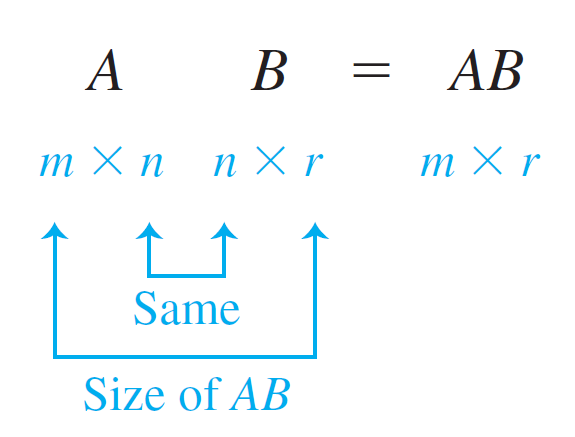 A B = AB
m × n n × r m × r
Same
Size of AB